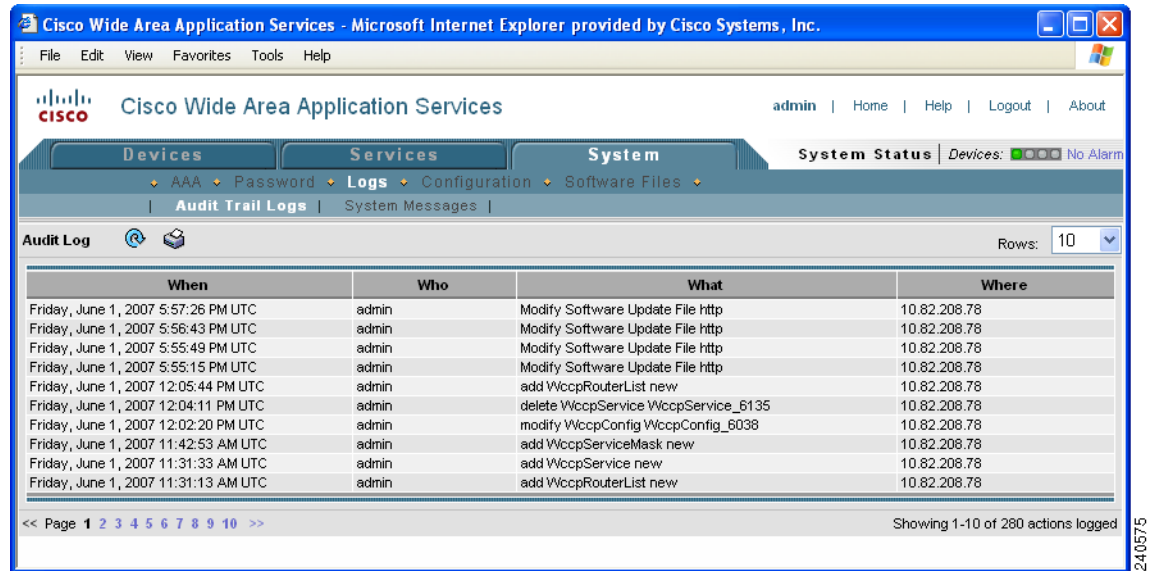 Cisco Wide Area Application Services - Microsoft Internet Explorer provided by Cisco Systems, Inc.
File Edit View Favorites Tools Help
CISCO Cisco Wide Area Application Services admin | Home | Help | Logout | About
Devices Services System System Status | Devices: No Alarm
AAA Password Logs Configuration Software Files
| Audit Trail Logs | System Messages |
Audit Log Rows: 10
When Who What Where
Friday, June 1, 2007 5:57:26 PM UTC admin Modify Software Update File http 10.82.208.78
Friday, June 1, 2007 5:56:43 PM UTC admin Modify Software Update File http 10.82.208.78
Friday, June 1, 2007 5:55:49 PM UTC admin Modify Software Update File http 10.82.208.78
Friday, June 1, 2007 5:55:15 PM UTC admin Modify Software Update File http 10.82.208.78
Friday, June 1, 2007 12:05:44 PM UTC admin add WccpRouterList new 10.82.208.78
Friday, June 1, 2007 12:04:11 PM UTC admin delete WccpService WccpService_6135 10.82.208.78
Friday, June 1, 2007 12:02:20 PM UTC admin modify WccpConfig WccpConfig_6038 10.82.208.78
Friday, June 1, 2007 11:42:53 AM UTC admin add WccpServiceMask new 10.82.208.78
Friday, June 1, 2007 11:31:33 AM UTC admin add WccpService new 10.82.208.78
Friday, June 1, 2007 11:31:13 AM UTC admin add WccpRouterList new 10.82.208.78
<< Page 1 2 3 4 5 6 7 8 9 10 >> Showing 1-10 of 280 actions logged
240575